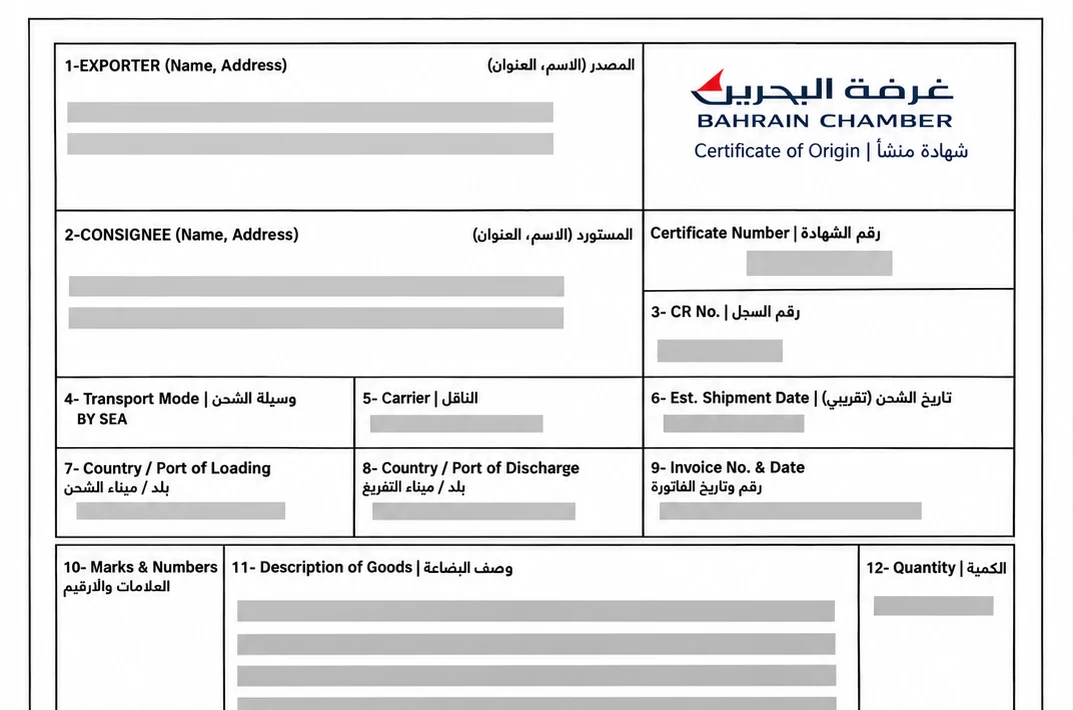 1-EXPORTER (Name, Address) المصدر (الاسم، العنوان)
غرفة البحرين
BAHRAIN CHAMBER
Certificate of Origin | شهادة منشأ
2-CONSIGNEE (Name, Address) المستورد (الاسم، العنوان)
Certificate Number | رقم الشهادة
3- CR No. | رقم السجل
4- Transport Mode | وسيلة الشحن
BY SEA
5- Carrier | الناقل
6- Est. Shipment Date | تاريخ الشحن (تقريبي)
7- Country / Port of Loading
بلد / ميناء الشحن
8- Country / Port of Discharge
بلد / ميناء التفريغ
9- Invoice No. & Date
رقم وتاريخ الفاتورة
10- Marks & Numbers
العلامات والارقيم
11- Description of Goods | وصف البضاعة
12- Quantity | الكمية